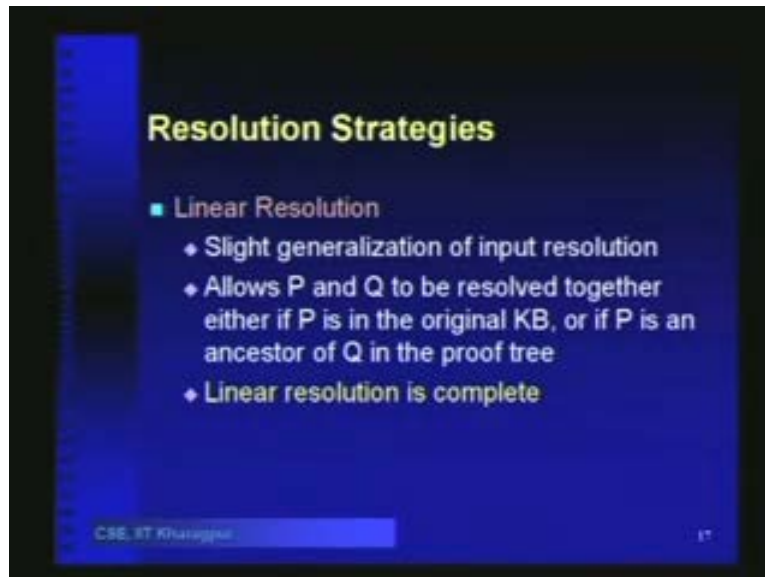 Resolution Strategies
Linear Resolution
Slight generalization of input resolution
Allows P and Q to be resolved together
either if P is in the original KB, or if P is an
ancestor of Q in the proof tree
Linear resolution is complete
CSE, IIT Kharagpur
17